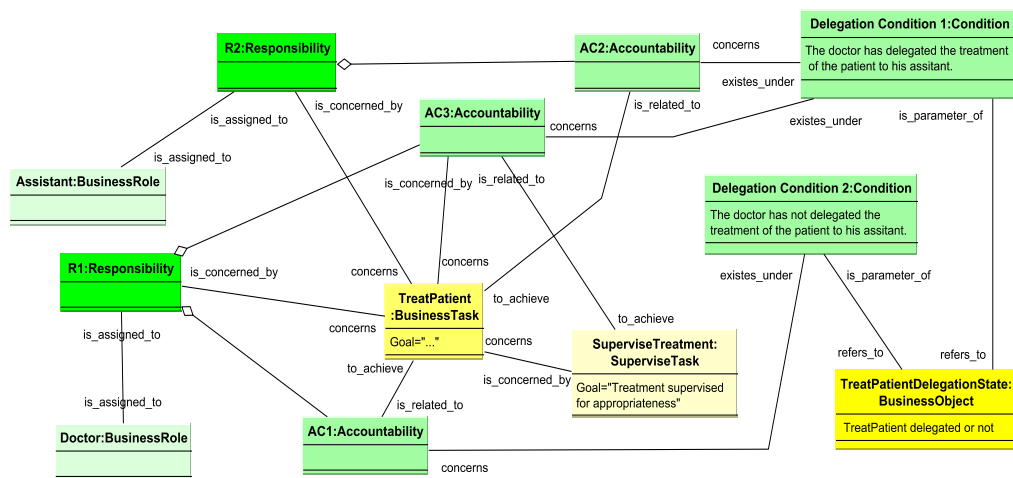 Delegation Condition 1:Condition
The doctor has delegated the treatment
of the patient to his assitant.
R2:Responsibility
AC2:Accountability
concerns
existes_under
is_concerned_by
is_related_to
is_assigned_to
AC3:Accountability
concerns
existes_under
is_parameter_of
is_assigned_to
Assistant:BusinessRole
is_concerned_by
is_related_to
Delegation Condition 2:Condition
The doctor has not delegated the
treatment of the patient to his assitant.
R1:Responsibility
is_concerned_by
concerns
concerns
existes_under
is_parameter_of
TreatPatient
:BusinessTask
Goal="..."
to_achieve
to_achieve
is_assigned_to
concerns
concerns
SuperviseTreatment:
SuperviseTask
Goal="Treatment supervised
for appropriateness"
refers_to
refers_to
to_achieve
is_concerned_by
TreatPatientDelegationState:
BusinessObject
TreatPatient delegated or not
is_assigned_to
is_related_to
Doctor:BusinessRole
AC1:Accountability
concerns